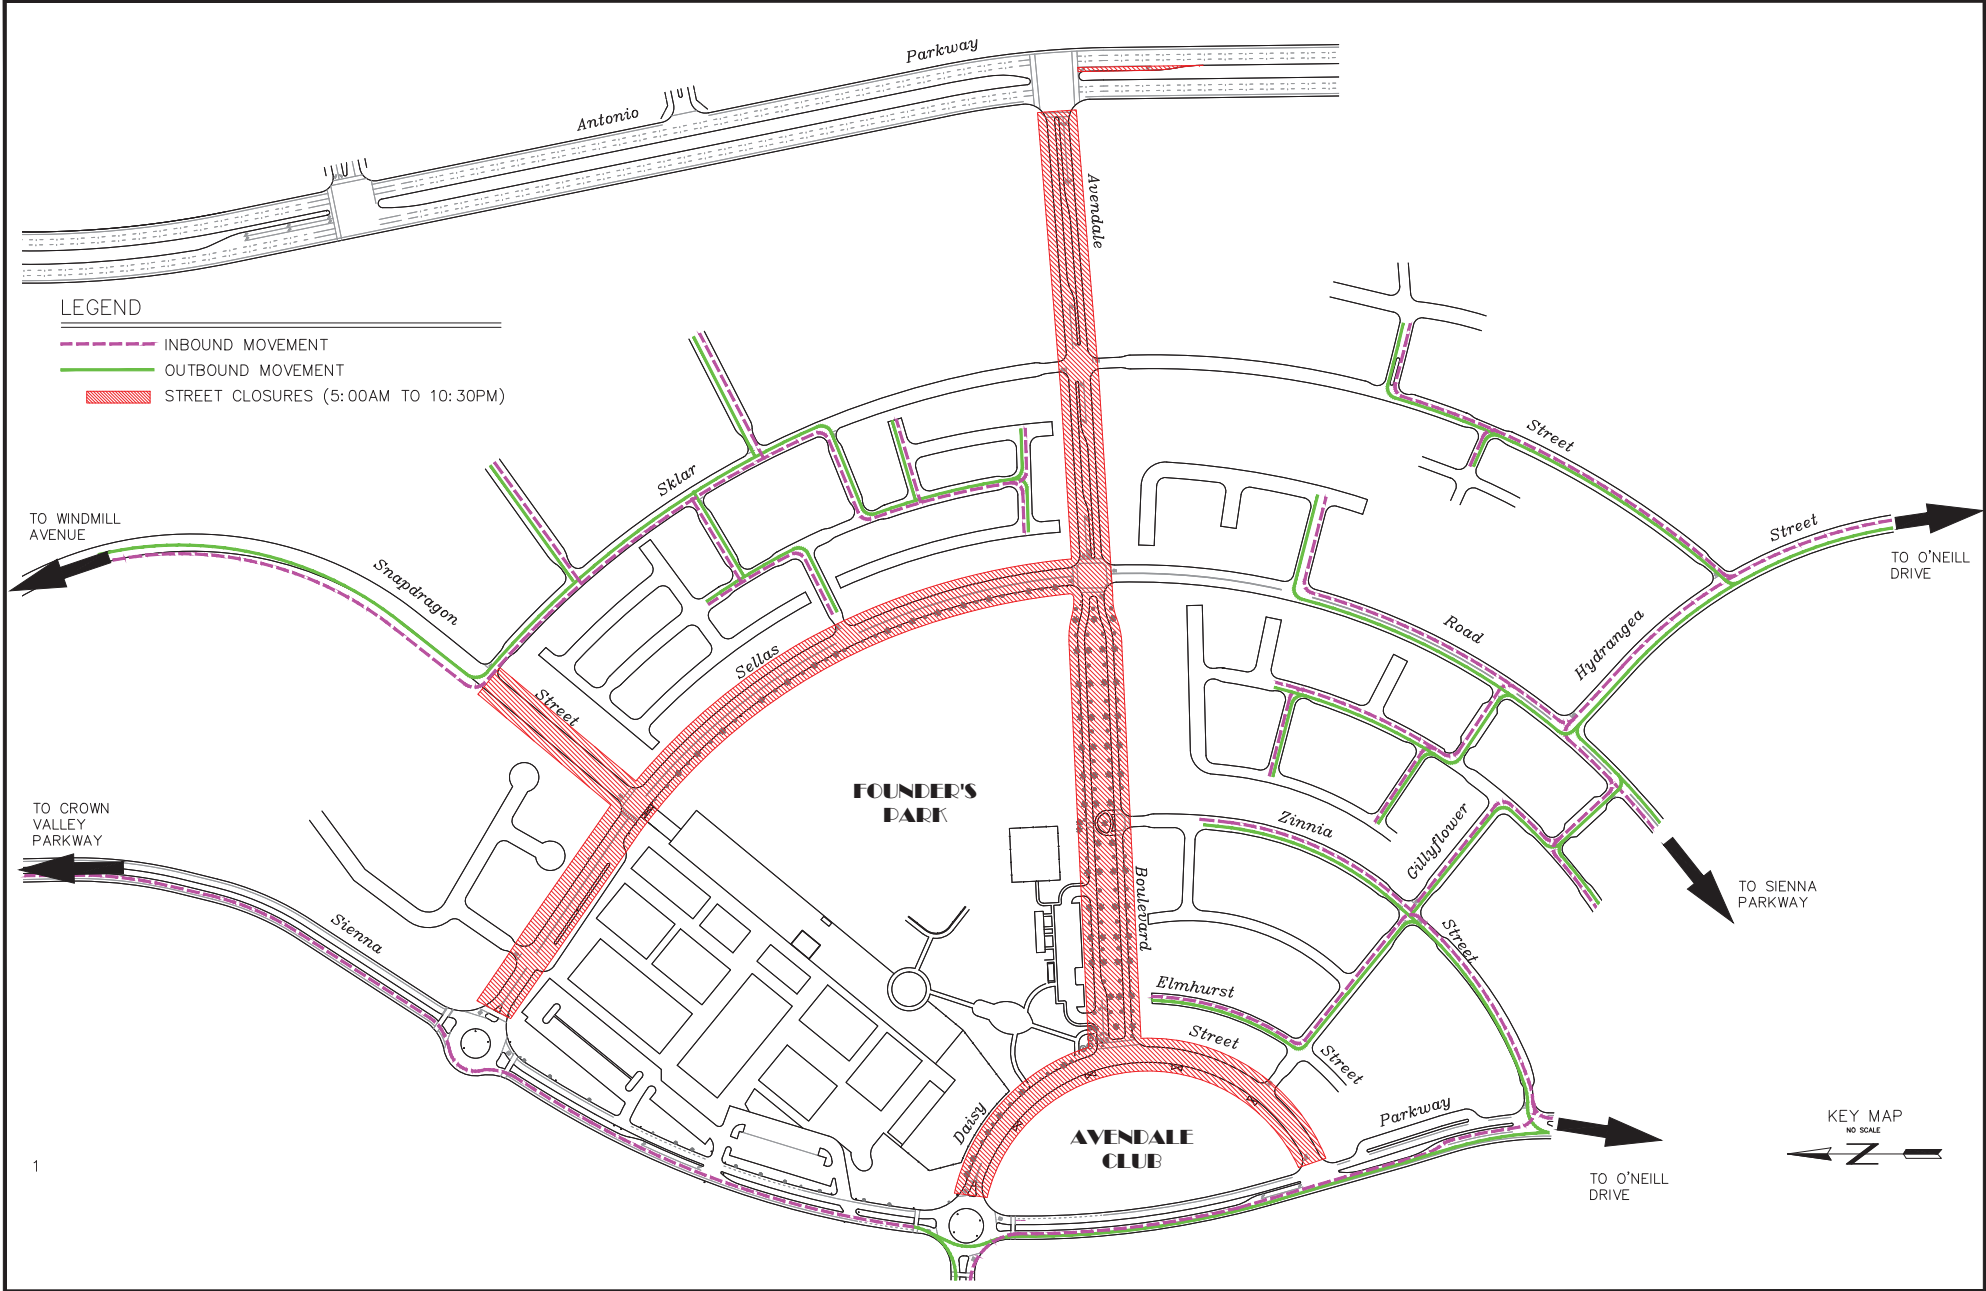 Parkway
Antonio
Avendale
LEGEND
INBOUND MOVEMENT
OUTBOUND MOVEMENT
STREET CLOSURES (5:00AM TO 10:30PM)
Street
Sklar
TO WINDMILL
AVENUE
Snapdragon
Street
TO O'NEILL
DRIVE
Road
Hydrangea
Sellas
Street
FOUNDER'S
PARK
TO CROWN
VALLEY
PARKWAY
Zinnia
Gillyflower
Boulevard
TO SIENNA
PARKWAY
Sienna
Street
Elmhurst
Street
Street
Daisy
Parkway
AVENDALE
CLUB
KEY MAP
NO SCALE
N
1
TO O'NEILL
DRIVE